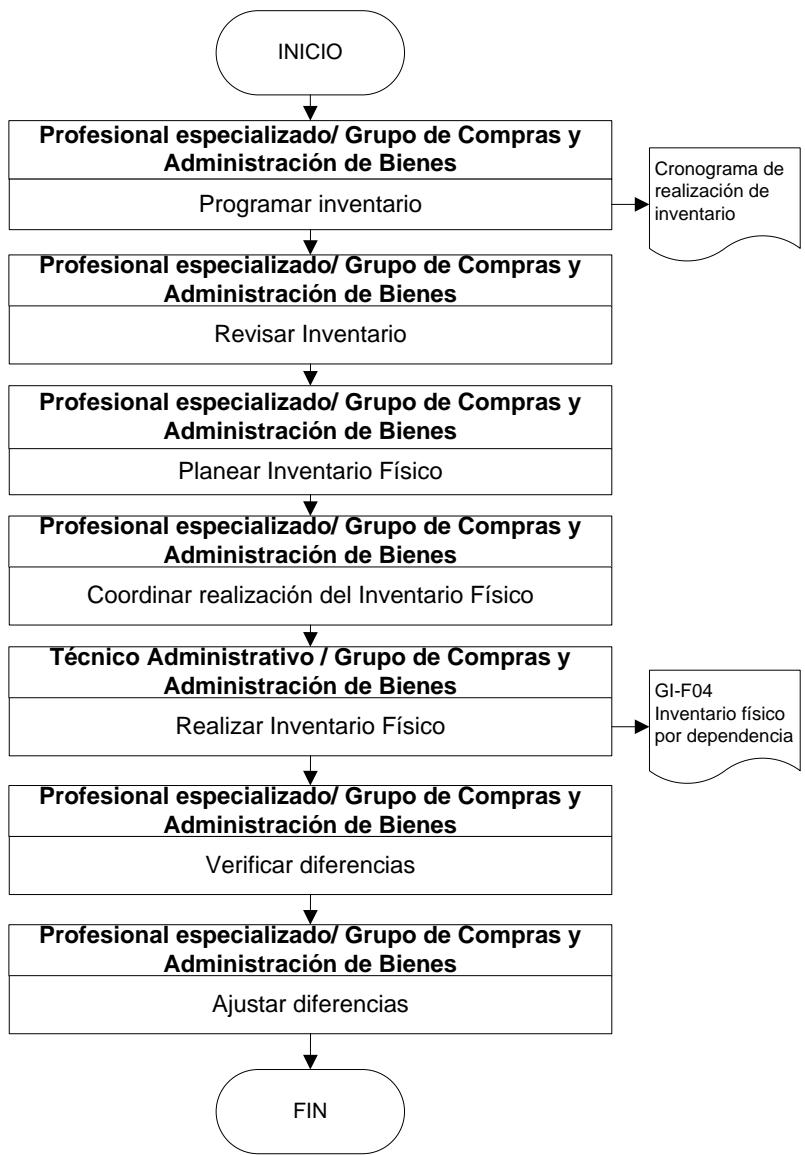 INICIO
Profesional especializado/ Grupo de Compras y
Administración de Bienes
Programar inventario
Cronograma de
realización de
inventario
Profesional especializado/ Grupo de Compras y
Administración de Bienes
Revisar Inventario
Profesional especializado/ Grupo de Compras y
Administración de Bienes
Planear Inventario Físico
Profesional especializado/ Grupo de Compras y
Administración de Bienes
Coordinar realización del Inventario Físico
Técnico Administrativo / Grupo de Compras y
Administración de Bienes
Realizar Inventario Físico
GI-F04
Inventario físico
por dependencia
Profesional especializado/ Grupo de Compras y
Administración de Bienes
Verificar diferencias
Profesional especializado/ Grupo de Compras y
Administración de Bienes
Ajustar diferencias
FIN